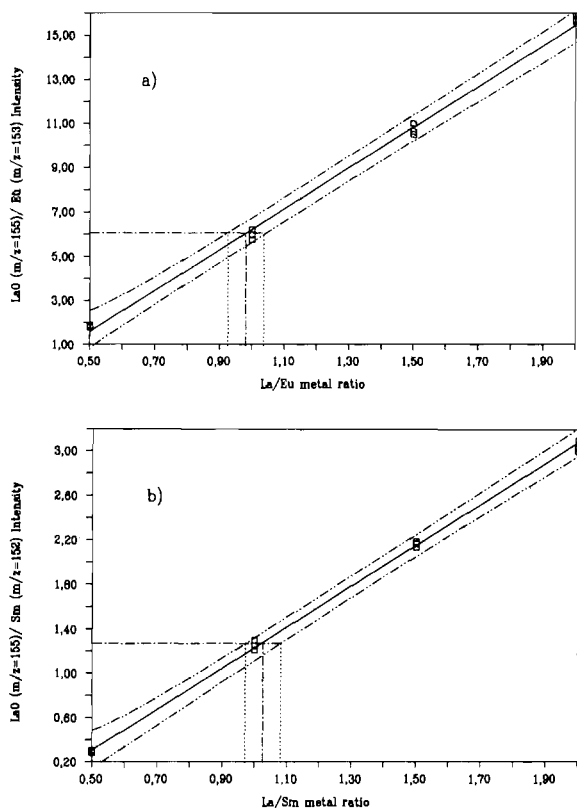 a)
16,00
13,00
11,00
9,00
6,00
3,00
1,00
LaO (m/z=155)/ Eu (m/z=153) Intensity
0,50 0,70 0,90 1,10 1,30 1,50 1,70 1,90
La/Eu metal ratio
b)
3,00
2,60
2,20
1,80
1,40
1,00
0,60
0,20
LaO (m/z=155)/ Sm (m/z=152) Intensity
0,50 0,70 0,90 1,10 1,30 1,50 1,70 1,90
La/Sm metal ratio